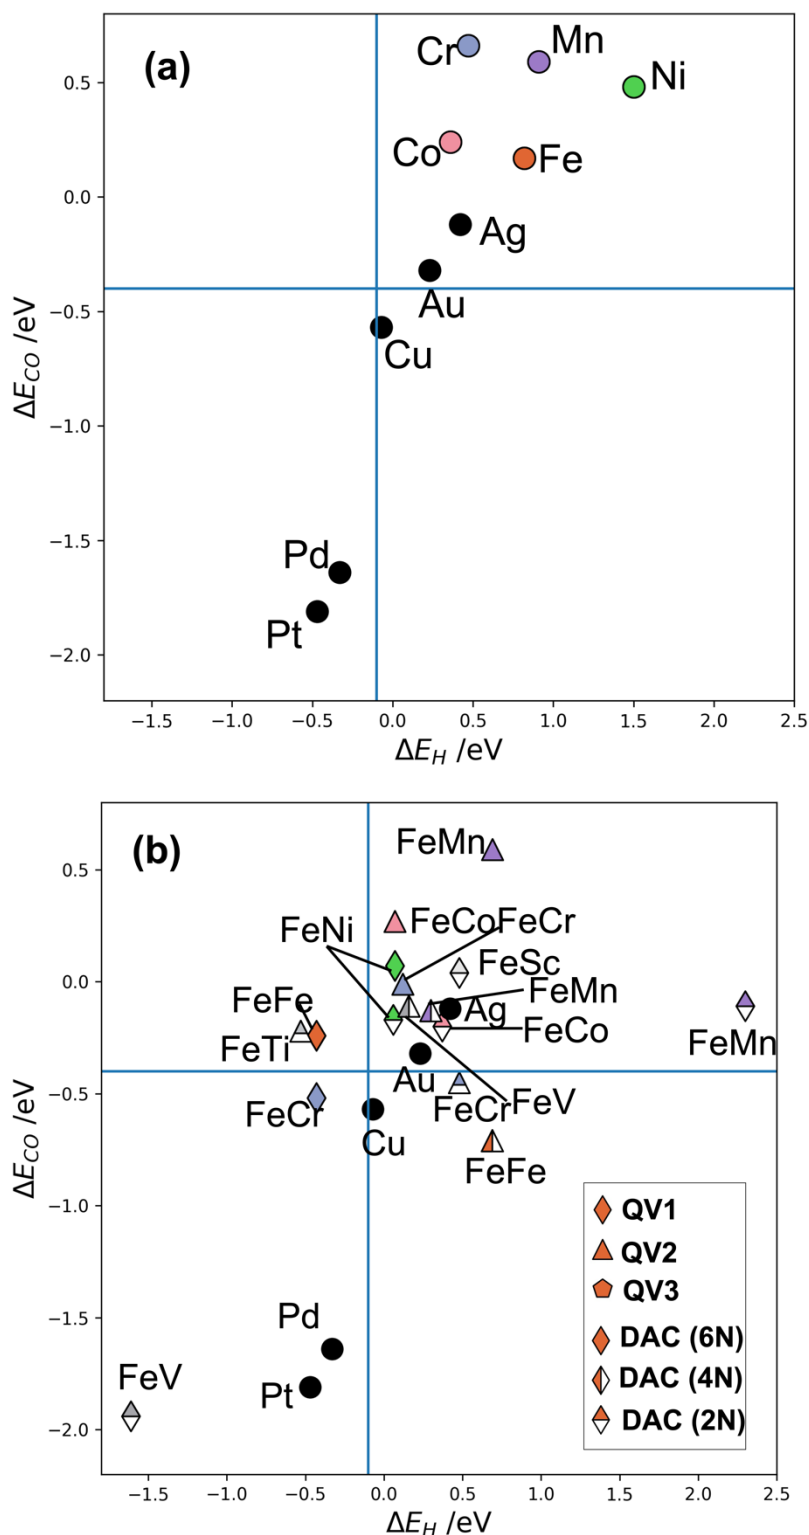 (a)
Cr
Mn
Ni
Co
Fe
Ag
Au
Cu
Pd
Pt
0.5
0.0
−0.5
−1.0
−1.5
−2.0
ΔE_CO /eV
−1.5
−1.0
−0.5
0.0
0.5
1.0
1.5
2.0
2.5
ΔE_H /eV
(b)
FeMn
FeCo
FeCr
FeNi
FeSc
FeMn
FeFe
Ag
FeTi
FeCo
FeMn
Au
FeCr
FeV
FeCr
Cu
FeFe
Pd
FeV
Pt
QV1
QV2
QV3
DAC (6N)
DAC (4N)
DAC (2N)
0.5
0.0
−0.5
−1.0
−1.5
−2.0
ΔE_CO /eV
−1.5
−1.0
−0.5
0.0
0.5
1.0
1.5
2.0
2.5
ΔE_H /eV